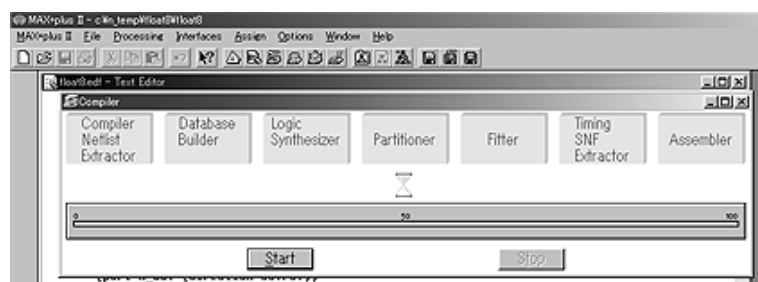 MAX+plus II - c:¥n_temp¥float8¥float8
MAX+plus II File Processing Interfaces Assign Options Window Help
float8.edf - Text Editor
Compiler
Compiler Netlist Extractor
Database Builder
Logic Synthesizer
Partitioner
Fitter
Timing SNF Extractor
Assembler
0 50 100
Start Stop